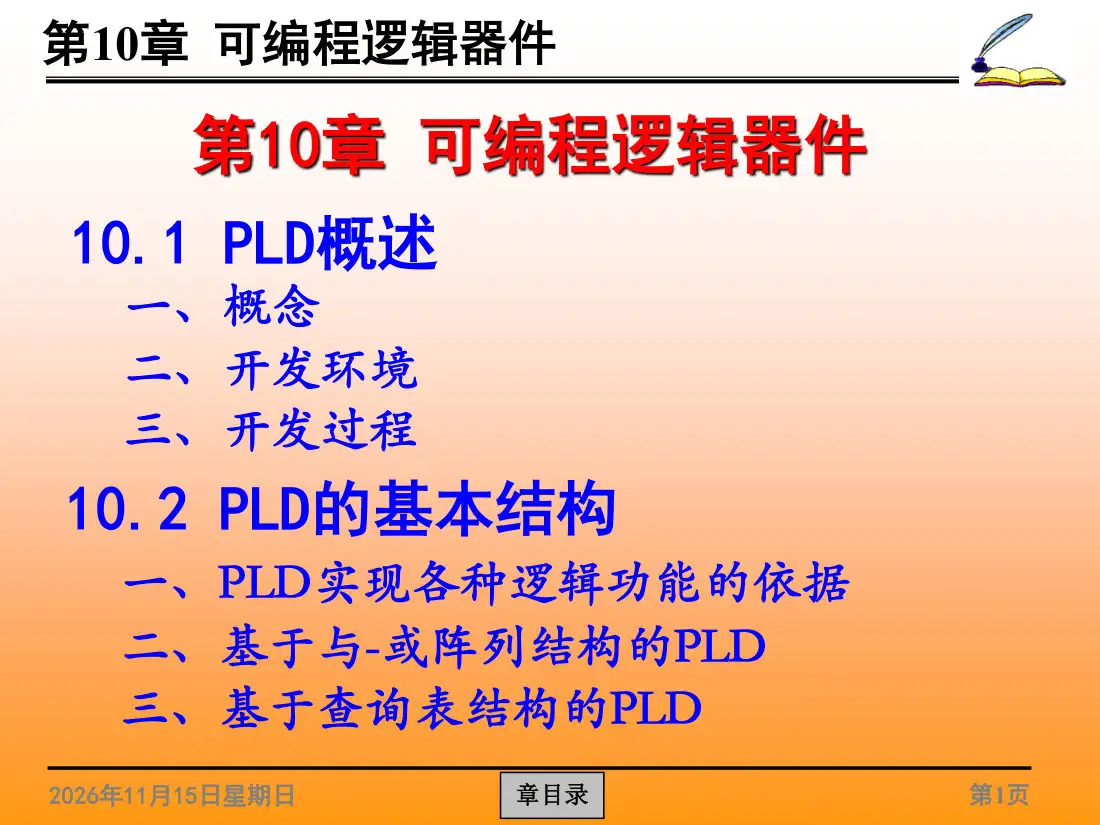 第10章 可编程逻辑器件
第10章 可编程逻辑器件
10.1 PLD概述
一、概念
二、开发环境
三、开发过程
10.2 PLD的基本结构
一、PLD实现各种逻辑功能的依据
二、基于与-或阵列结构的PLD
三、基于查询表结构的PLD
2026年11月15日星期日
章目录
第1页